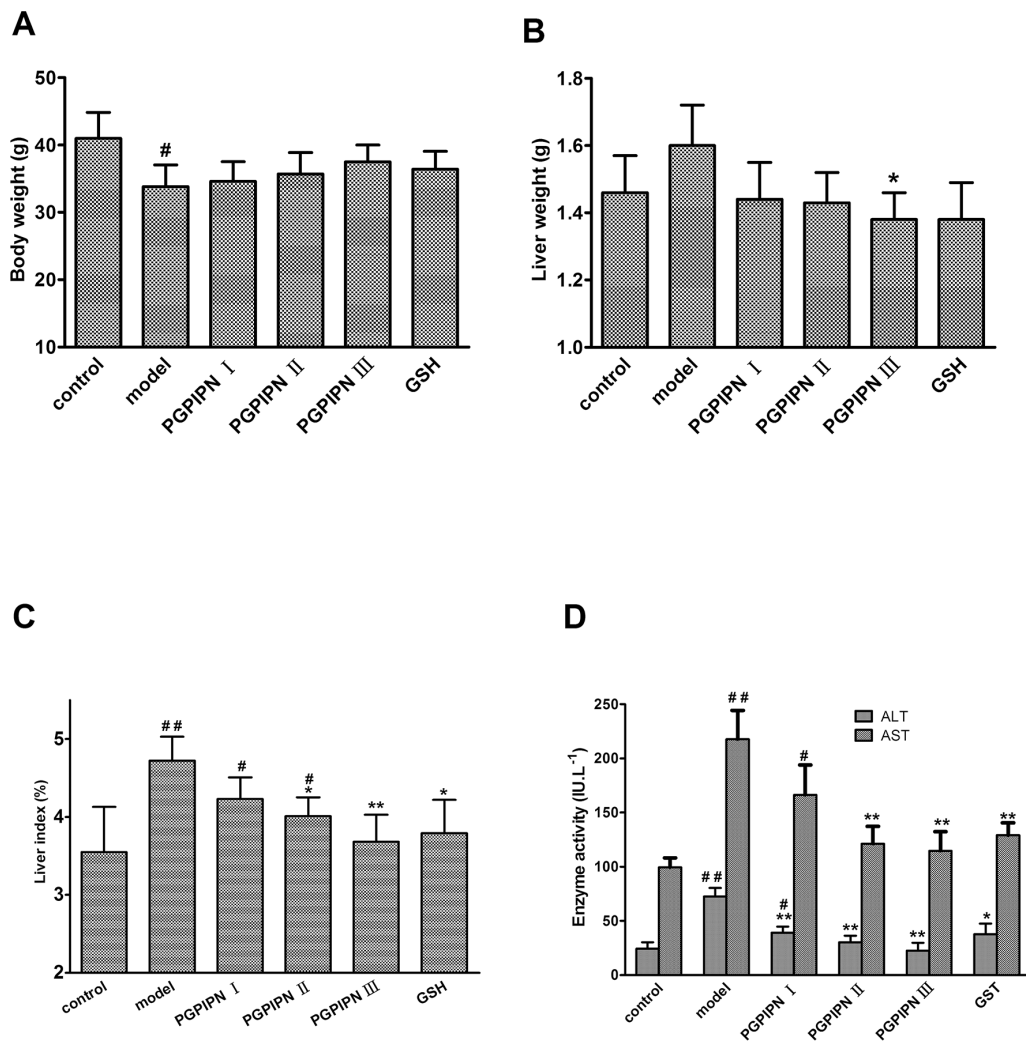 A
Body weight (g)
50
40
30
20
10
#
control
model
PGPIPN Ⅰ
PGPIPN Ⅱ
PGPIPN Ⅲ
GSH
B
Liver weight (g)
1.8
1.6
1.4
1.2
1.0
*
control
model
PGPIPN Ⅰ
PGPIPN Ⅱ
PGPIPN Ⅲ
GSH
C
Liver index (%)
5
4
3
2
# #
#
#
*
**
*
control
model
PGPIPN Ⅰ
PGPIPN Ⅱ
PGPIPN Ⅲ
GSH
D
Enzyme activity (IU.L⁻¹)
250
200
150
100
50
0
ALT
AST
# #
# #
#
#
**
**
**
**
**
**
*
control
model
PGPIPN Ⅰ
PGPIPN Ⅱ
PGPIPN Ⅲ
GST